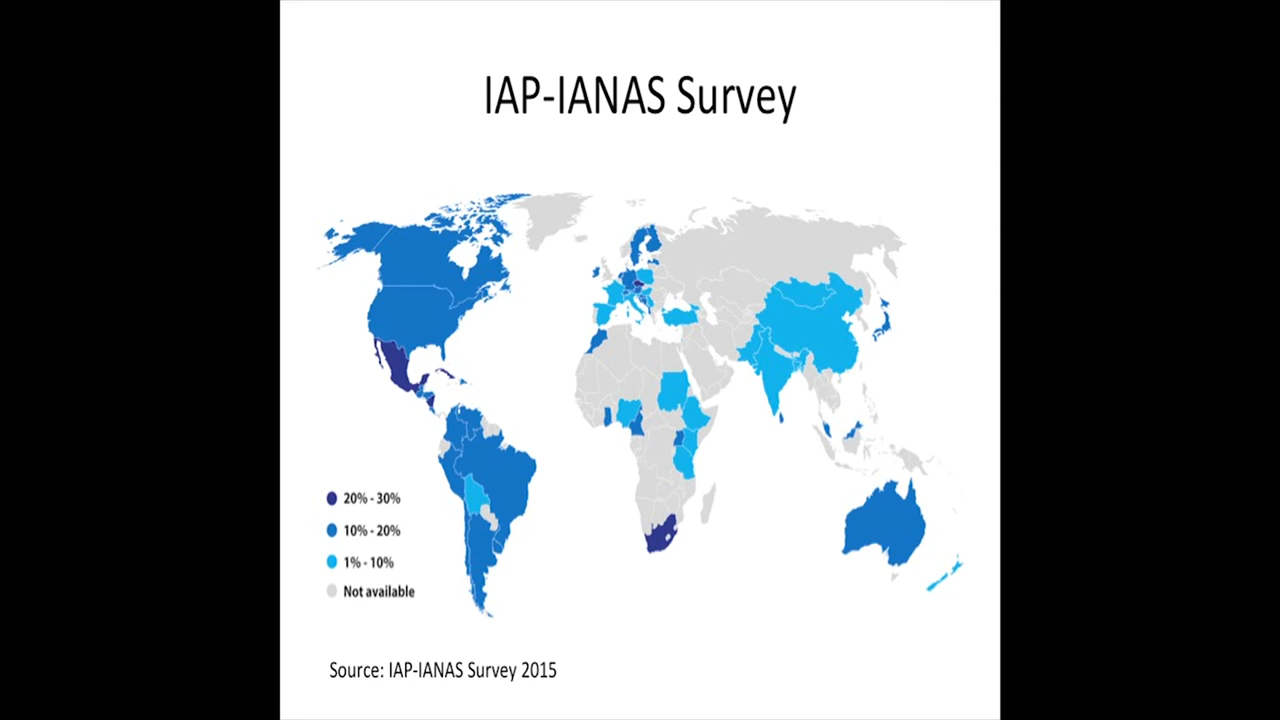 IAP-IANAS Survey
20% - 30%
10% - 20%
1% - 10%
Not available
Source: IAP-IANAS Survey 2015